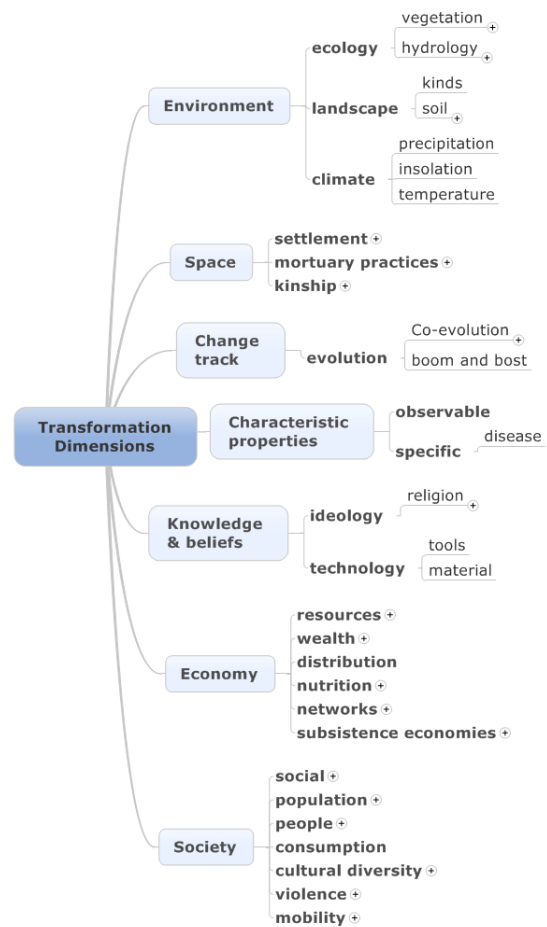 vegetation
ecology
hydrology
Environment
kinds
landscape
soil
precipitation
climate
insolation
temperature
settlement
Space
mortuary practices
kinship
Change
track
Co-evolution
evolution
boom and bost
Transformation
Dimensions
Characteristic
properties
observable
disease
specific
Knowledge
& beliefs
religion
ideology
tools
technology
material
resources
wealth
distribution
Economy
nutrition
networks
subsistence economies
social
population
people
Society
consumption
cultural diversity
violence
mobility